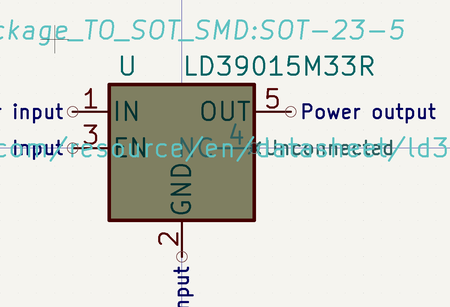 ckage_TO_SOT_SMD:SOT-23-5
U LD39015M33R
r input 1 IN OUT 5 Power output
input 3 EN NC 4 Unconnected
com/resource/en/datasheet/ld3
GND
2
nput